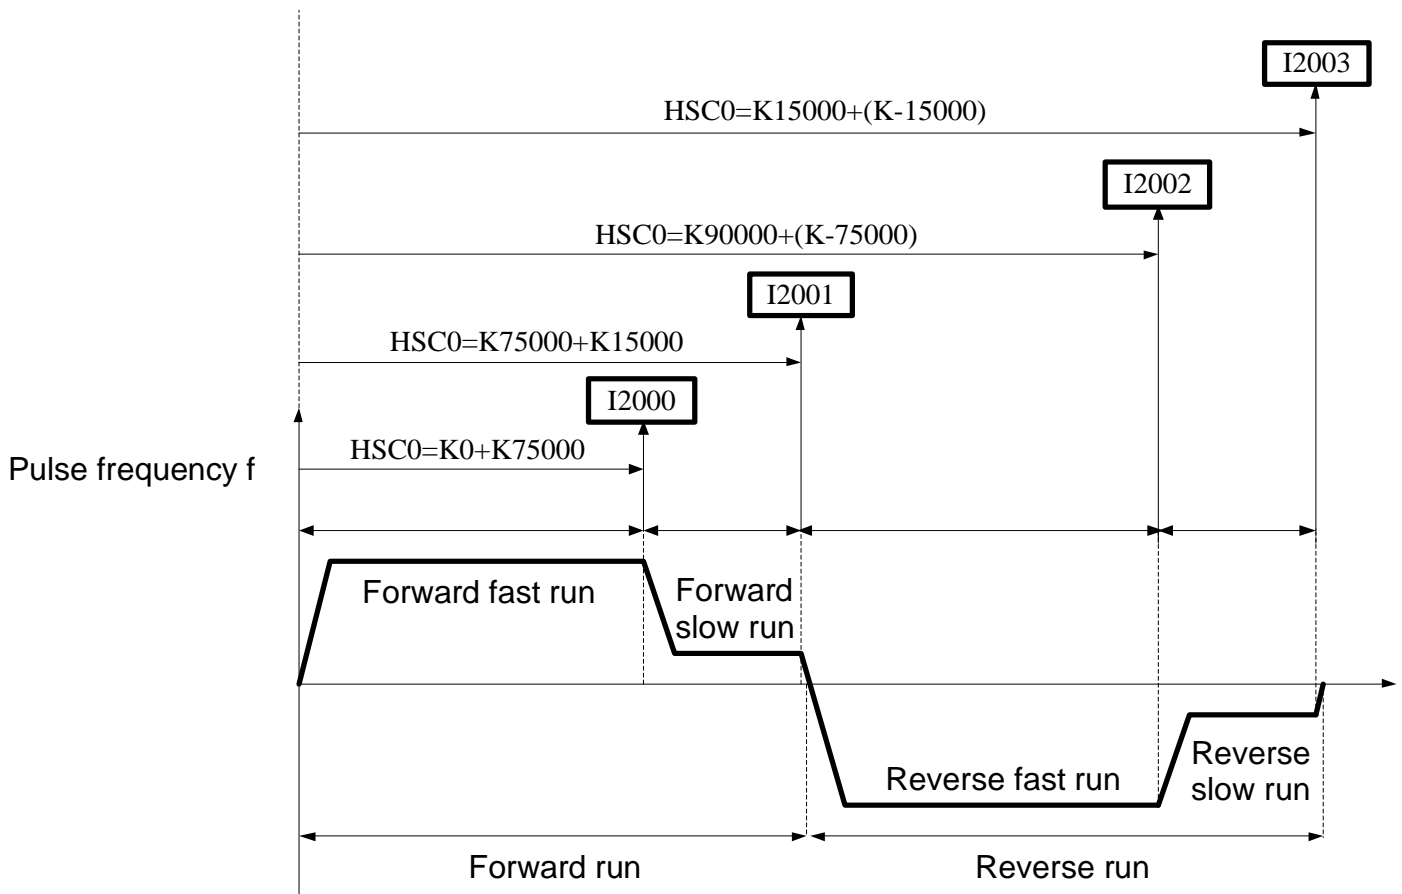 I2003
HSC0=K15000+(K-15000)
I2002
HSC0=K90000+(K-75000)
I2001
HSC0=K75000+K15000
I2000
HSC0=K0+K75000
Pulse frequency f
Forward fast run
Forward
slow run
Reverse fast run
Reverse
slow run
Forward run
Reverse run